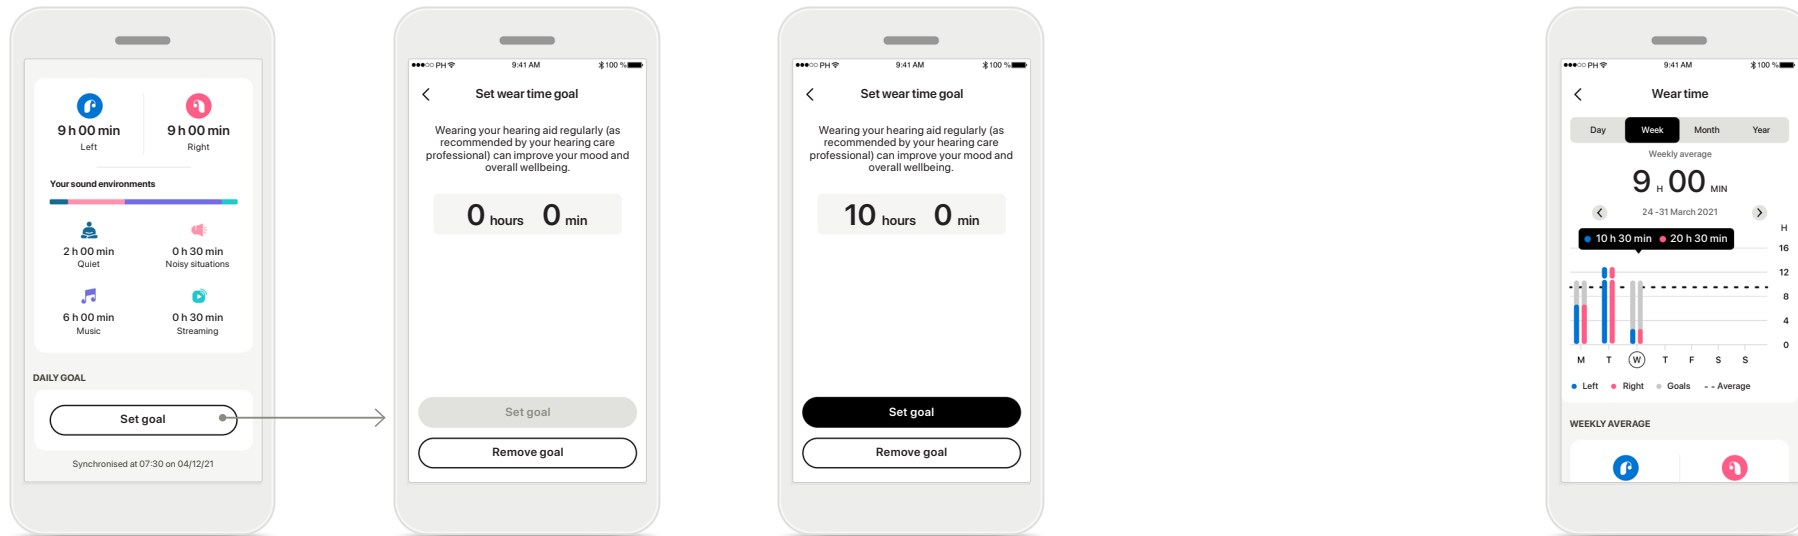 9 h 00 min
Left
9 h 00 min
Right
Your sound environments
2 h 00 min
Quiet
0 h 30 min
Noisy situations
6 h 00 min
Music
0 h 30 min
Streaming
DAILY GOAL
Set goal
Synchronised at 07:30 on 04/12/21
PH 9:41 AM 100 %
Set wear time goal
Wearing your hearing aid regularly (as
recommended by your hearing care
professional) can improve your mood and
overall wellbeing.
0 hours 0 min
Set goal
Remove goal
PH 9:41 AM 100 %
Set wear time goal
Wearing your hearing aid regularly (as
recommended by your hearing care
professional) can improve your mood and
overall wellbeing.
10 hours 0 min
Set goal
Remove goal
PH 9:41 AM 100 %
Wear time
Day Week Month Year
Weekly average
9 H 00 MIN
24 -31 March 2021
H
10 h 30 min 20 h 30 min
16
12
8
4
0
M T W T F S S
Left Right Goals - - Average
WEEKLY AVERAGE